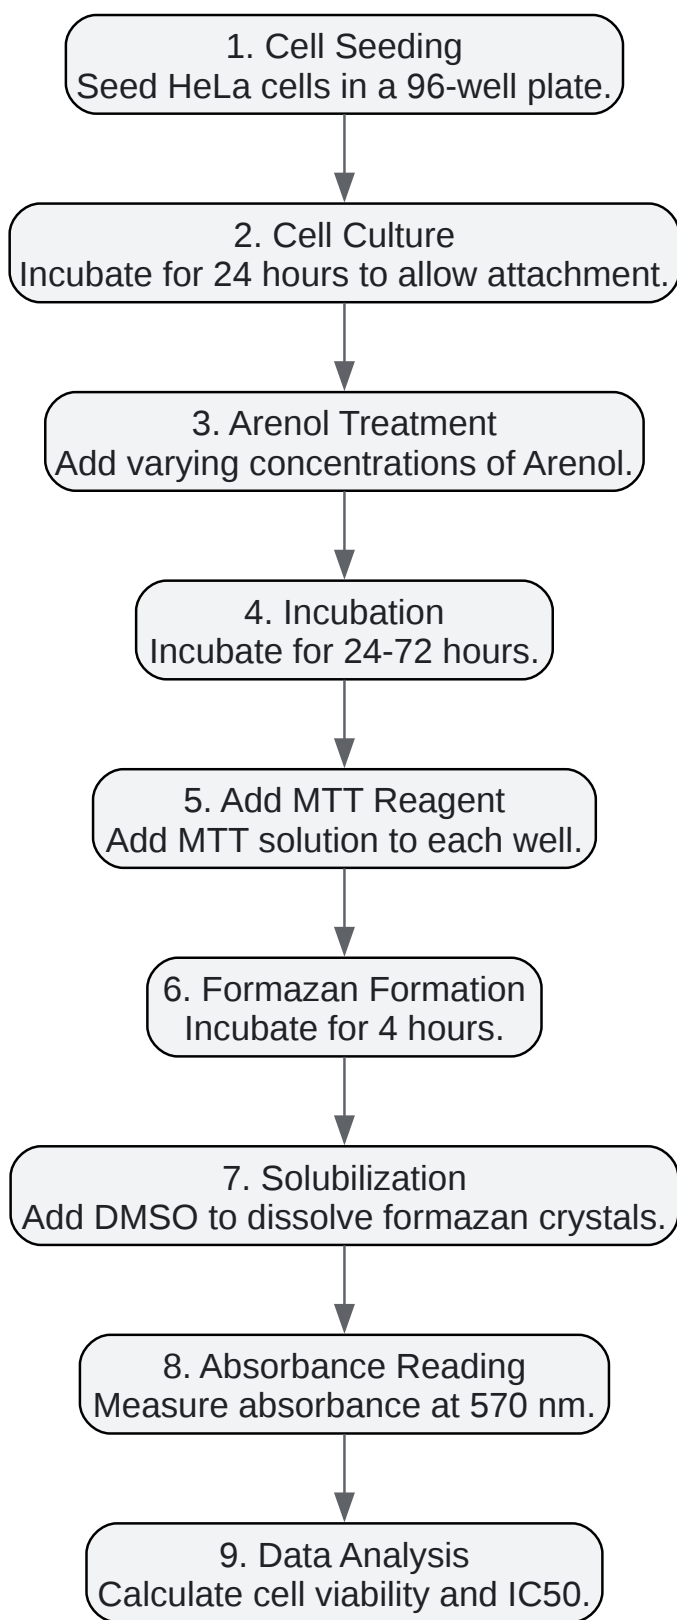 1. Cell Seeding
Seed HeLa cells in a 96-well plate.
2. Cell Culture
Incubate for 24 hours to allow attachment.
3. Arenol Treatment
Add varying concentrations of Arenol.
4. Incubation
Incubate for 24-72 hours.
5. Add MTT Reagent
Add MTT solution to each well.
6. Formazan Formation
Incubate for 4 hours.
7. Solubilization
Add DMSO to dissolve formazan crystals.
8. Absorbance Reading
Measure absorbance at 570 nm.
9. Data Analysis
Calculate cell viability and IC50.